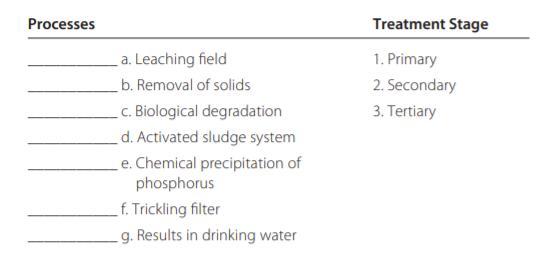 Processes Treatment Stage
____________ a. Leaching field 1. Primary
____________ b. Removal of solids 2. Secondary
____________ c. Biological degradation 3. Tertiary
____________ d. Activated sludge system
____________ e. Chemical precipitation of
phosphorus
____________ f. Trickling filter
____________ g. Results in drinking water